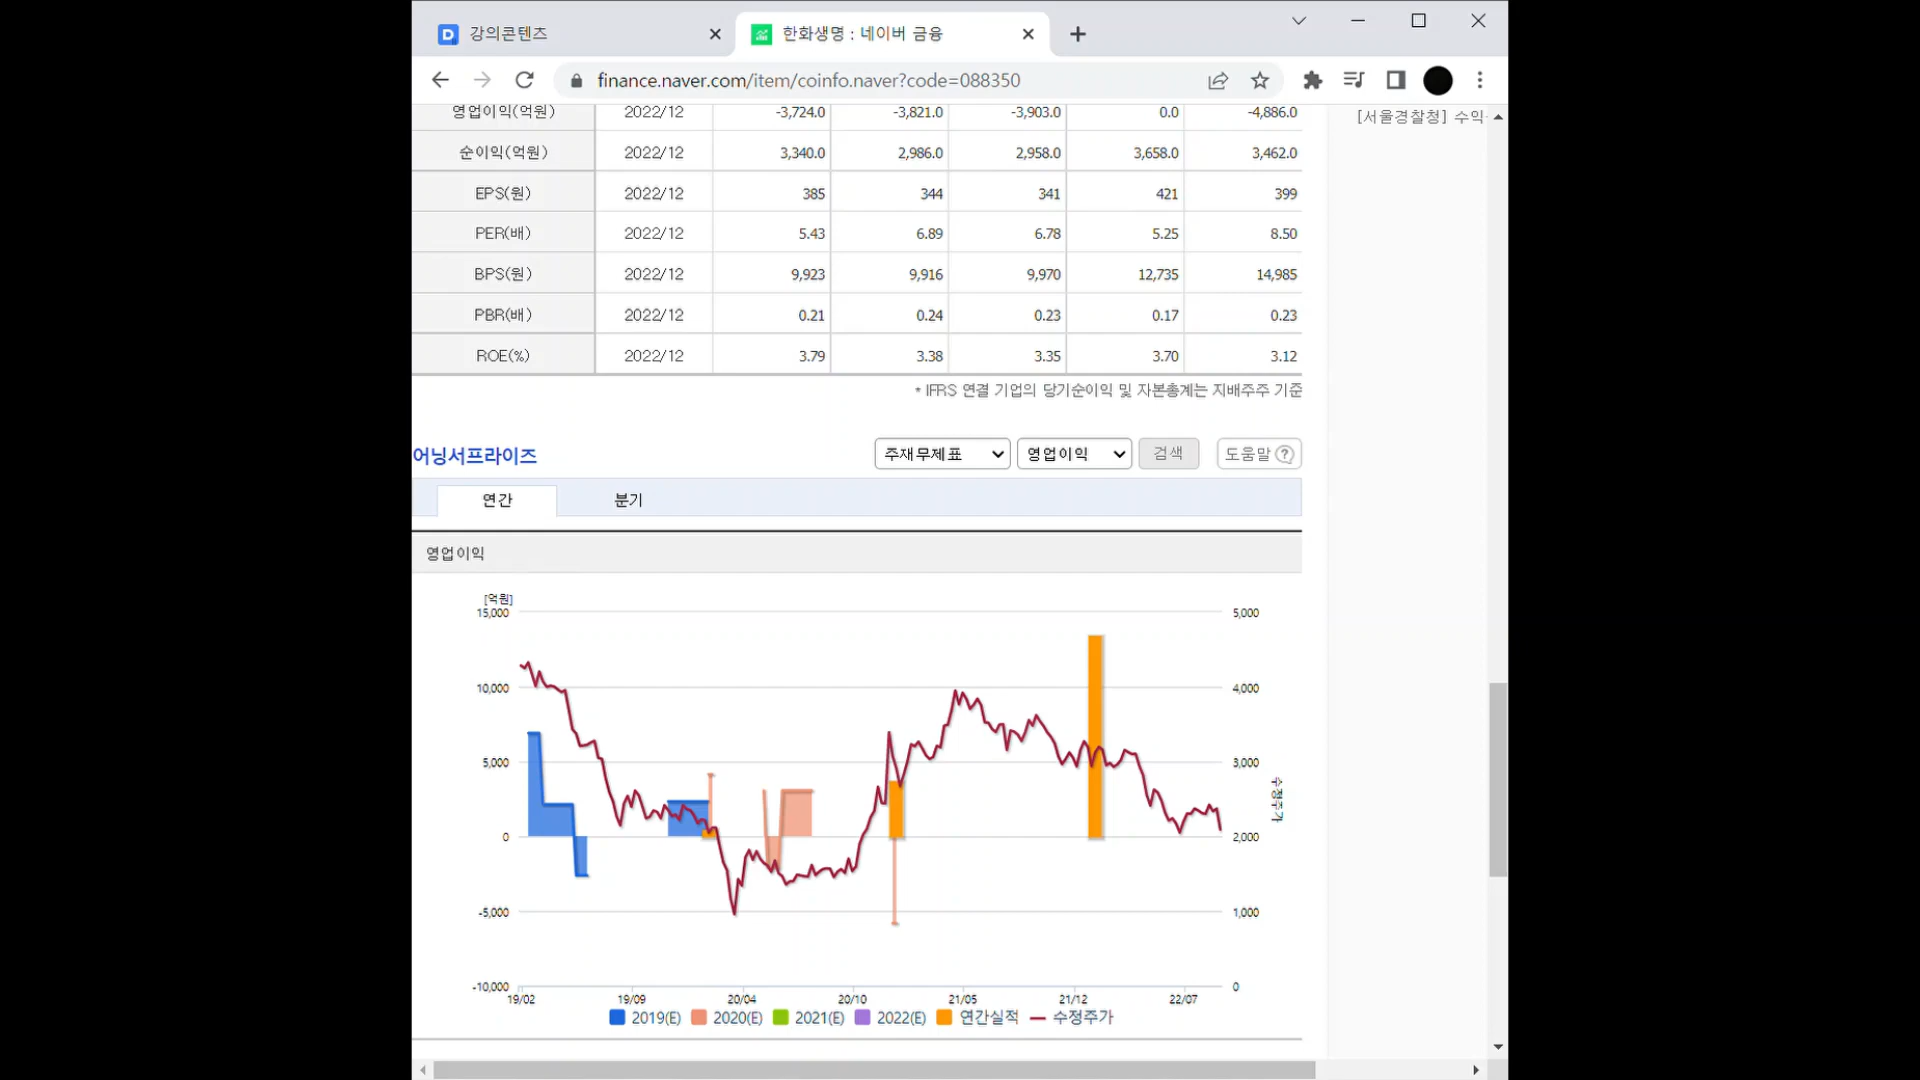 강의콘텐츠
한화생명 : 네이버 금융
finance.naver.com/item/coinfo.naver?code=088350
영업이익(억원) 2022/12 -3,724.0 -3,821.0 -3,903.0 0.0 -4,886.0
[서울경찰청] 수익
순이익(억원) 2022/12 3,340.0 2,986.0 2,958.0 3,658.0 3,462.0
EPS(원) 2022/12 385 344 341 421 399
PER(배) 2022/12 5.43 6.89 6.78 5.25 8.50
BPS(원) 2022/12 9,923 9,916 9,970 12,735 14,985
PBR(배) 2022/12 0.21 0.24 0.23 0.17 0.23
ROE(%) 2022/12 3.79 3.38 3.35 3.70 3.12
* IFRS 연결 기업의 당기순이익 및 자본총계는 지배주주 기준
어닝서프라이즈 주재무제표 영업이익 검색 도움말 ?
연간 분기
영업이익
[억원]
15,000 5,000
10,000 4,000
5,000 3,000
수정주가
0 2,000
-5,000 1,000
-10,000 0
19/02 19/09 20/04 20/10 21/05 21/12 22/07
2019(E) 2020(E) 2021(E) 2022(E) 연간실적 수정주가